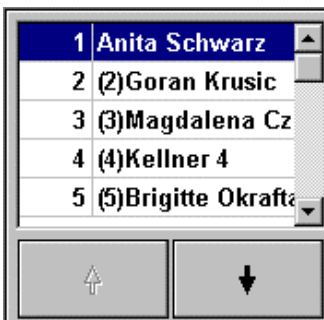 1 Anita Schwarz
2 (2)Goran Krusic
3 (3)Magdalena Cz
4 (4)Kellner 4
5 (5)Brigitte Okrafta